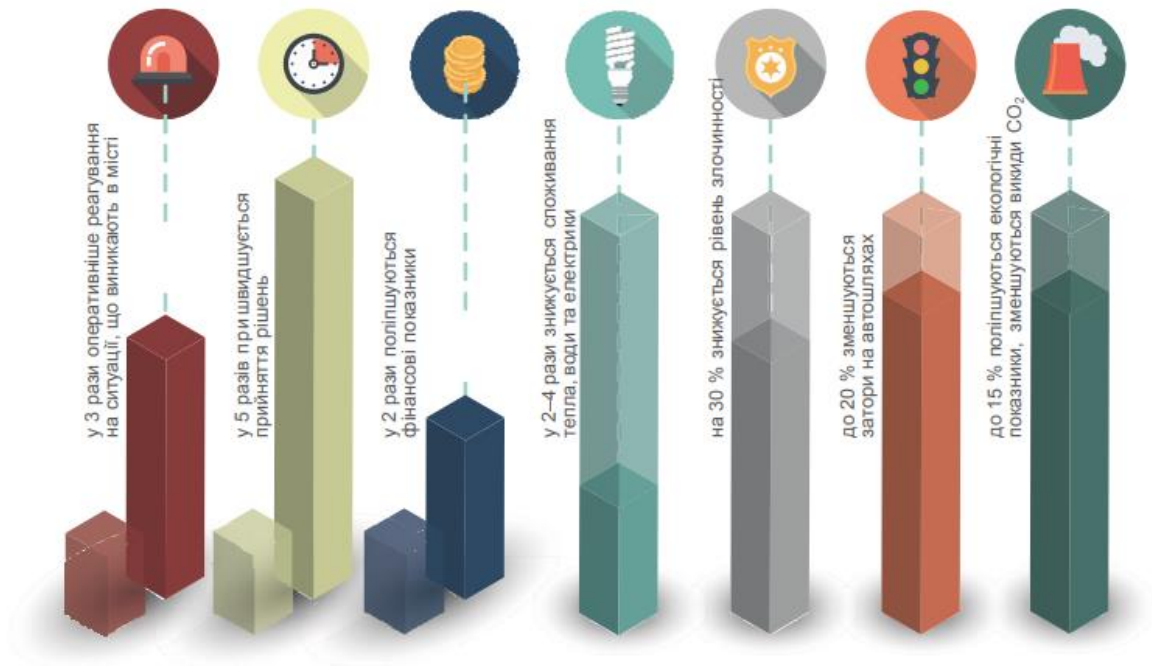 у 3 рази оперативніше реагування
на ситуації, що виникають в місті
у 5 разів пришвидшується
прийняття рішень
у 2 рази поліпшуються
фінансові показники
у 2–4 рази знижується споживання
тепла, води та електрики
на 30 % знижується рівень злочинності
до 20 % зменшуються
затори на автошляхах
до 15 % поліпшуються екологічні
показники, зменшуються викиди CO₂